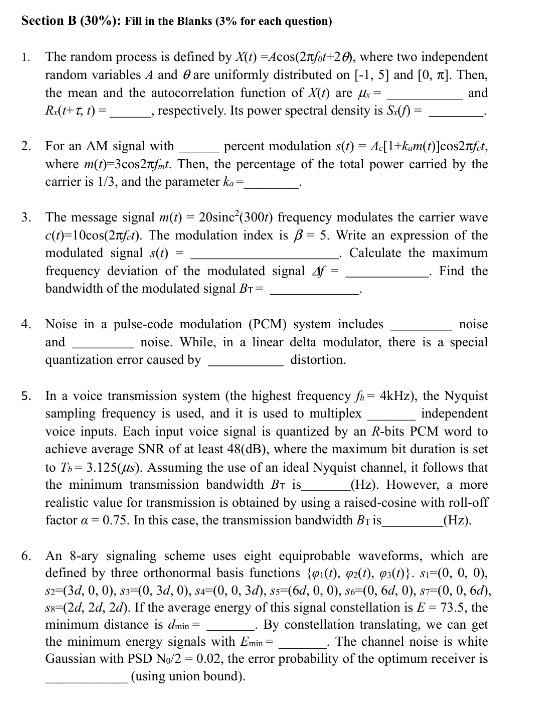 Section B (30%): Fill in the Blanks (3% for each question)
1. The random process is defined by X(t) =Acos(2πf₀t+2θ), where two independent
random variables A and θ are uniformly distributed on [-1, 5] and [0, π]. Then,
the mean and the autocorrelation function of X(t) are μₓ = ____________ and
Rₓ(t+τ, t) = ______, respectively. Its power spectral density is Sₓ(f) = ________.
2. For an AM signal with ______ percent modulation s(t) = A_c[1+kₐm(t)]cos2πf_ct,
where m(t)=3cos2πf_mt. Then, the percentage of the total power carried by the
carrier is 1/3, and the parameter kₐ=________.
3. The message signal m(t) = 20sinc²(300t) frequency modulates the carrier wave
c(t)=10cos(2πf_ct). The modulation index is β = 5. Write an expression of the
modulated signal s(t) = ______________________. Calculate the maximum
frequency deviation of the modulated signal Δf = ____________. Find the
bandwidth of the modulated signal B_T = _____________.
4. Noise in a pulse-code modulation (PCM) system includes _________ noise
and _________ noise. While, in a linear delta modulator, there is a special
quantization error caused by ___________ distortion.
5. In a voice transmission system (the highest frequency f_h = 4kHz), the Nyquist
sampling frequency is used, and it is used to multiplex _______ independent
voice inputs. Each input voice signal is quantized by an R-bits PCM word to
achieve average SNR of at least 48(dB), where the maximum bit duration is set
to T_b = 3.125(μs). Assuming the use of an ideal Nyquist channel, it follows that
the minimum transmission bandwidth B_T is_______(Hz). However, a more
realistic value for transmission is obtained by using a raised-cosine with roll-off
factor α = 0.75. In this case, the transmission bandwidth B_T is_________(Hz).
6. An 8-ary signaling scheme uses eight equiprobable waveforms, which are
defined by three orthonormal basis functions {φ₁(t), φ₂(t), φ₃(t)}. s₁=(0, 0, 0),
s₂=(3d, 0, 0), s₃=(0, 3d, 0), s₄=(0, 0, 3d), s₅=(6d, 0, 0), s₆=(0, 6d, 0), s₇=(0, 0, 6d),
s₈=(2d, 2d, 2d). If the average energy of this signal constellation is E = 73.5, the
minimum distance is d_min = _______. By constellation translating, we can get
the minimum energy signals with E_min = _______. The channel noise is white
Gaussian with PSD N₀/2 = 0.02, the error probability of the optimum receiver is
____________ (using union bound).